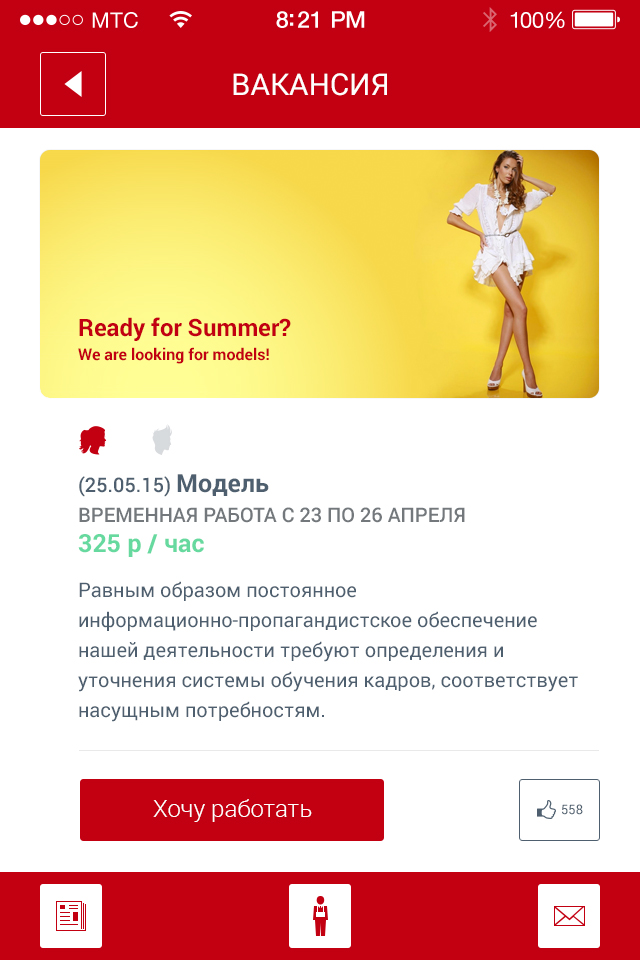 МТС 8:21 PM 100%
ВАКАНСИЯ
Ready for Summer?
We are looking for models!
(25.05.15) Модель
ВРЕМЕННАЯ РАБОТА С 23 ПО 26 АПРЕЛЯ
325 р / час
Равным образом постоянное
информационно-пропагандистское обеспечение
нашей деятельности требуют определения и
уточнения системы обучения кадров, соответствует
насущным потребностям.
Хочу работать
558